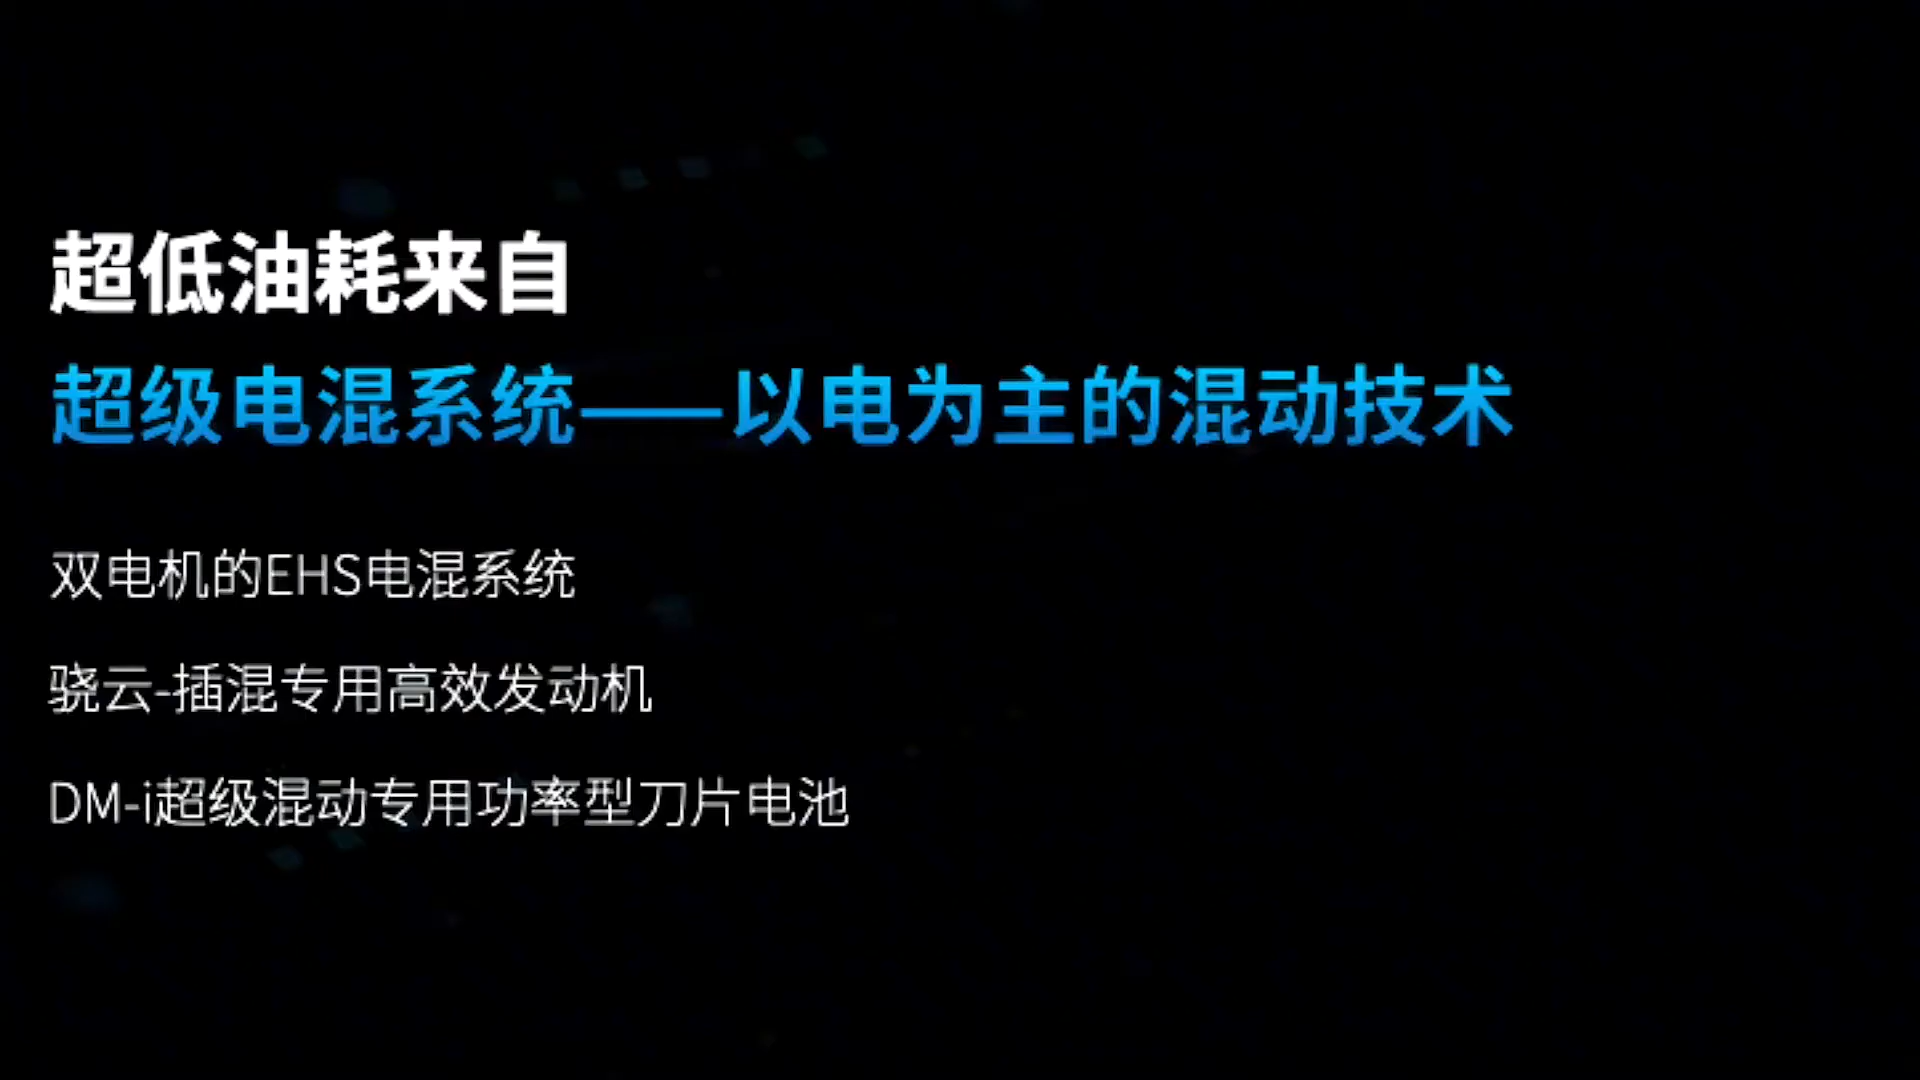 超低油耗来自
超级电混系统——以电为主的混动技术
双电机的EHS电混系统
骁云-插混专用高效发动机
DM-i超级混动专用功率型刀片电池